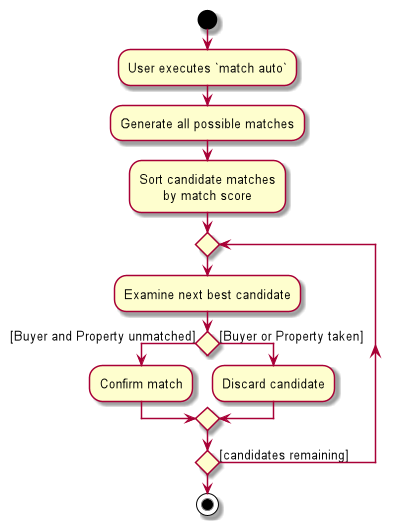 User executes `match auto`
Generate all possible matches
Sort candidate matches
by match score
Examine next best candidate
[Buyer and Property unmatched]
[Buyer or Property taken]
Confirm match
Discard candidate
[candidates remaining]